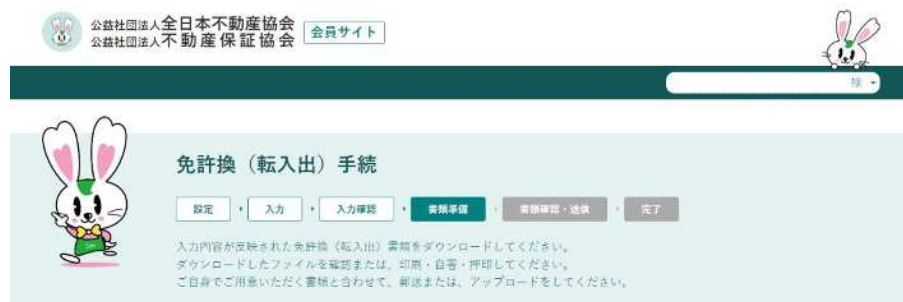 公益社団法人全日本不動産協会
公益社団法人不動産保証協会
会員サイト
様
免許換（転入出）手続
設定
入力
入力確認
書類準備
書類確認・送信
完了
入力内容が反映された免許換（転入出）書類をダウンロードしてください。
ダウンロードしたファイルを確認または、印刷・自署・押印してください。
ご自身でご用意いただく書類と合わせて、郵送または、アップロードをしてください。